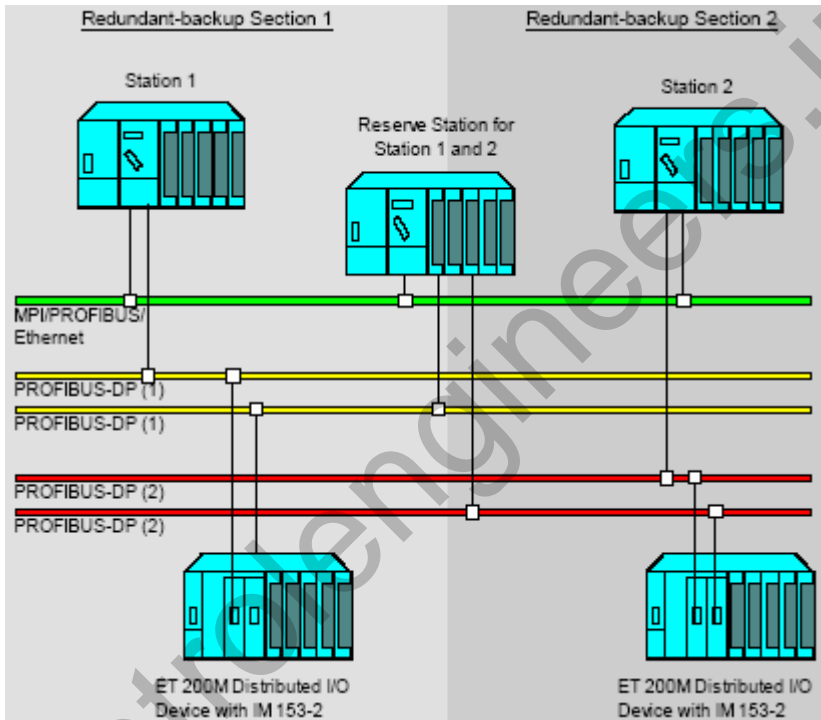 Redundant-backup Section 1
Redundant-backup Section 2
Station 1
Station 2
Reserve Station for
Station 1 and 2
MPI/PROFIBUS/
Ethernet
PROFIBUS-DP (1)
PROFIBUS-DP (1)
PROFIBUS-DP (2)
PROFIBUS-DP (2)
ET 200M Distributed I/O
Device with IM 153-2
ET 200M Distributed I/O
Device with IM 153-2
trolengineers.i